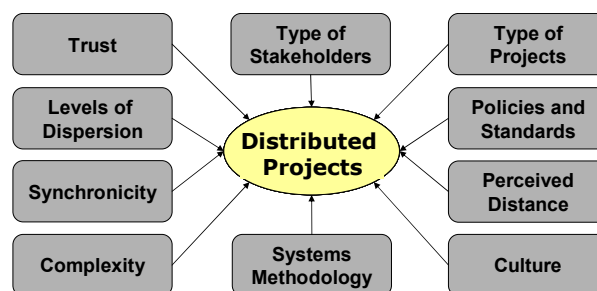 Trust
Type of
Stakeholders
Type of
Projects
Levels of
Dispersion
Policies and
Standards
Distributed
Projects
Synchronicity
Perceived
Distance
Complexity
Systems
Methodology
Culture